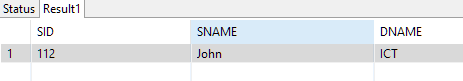 Status Result1
SID SNAME DNAME
1 112 John ICT